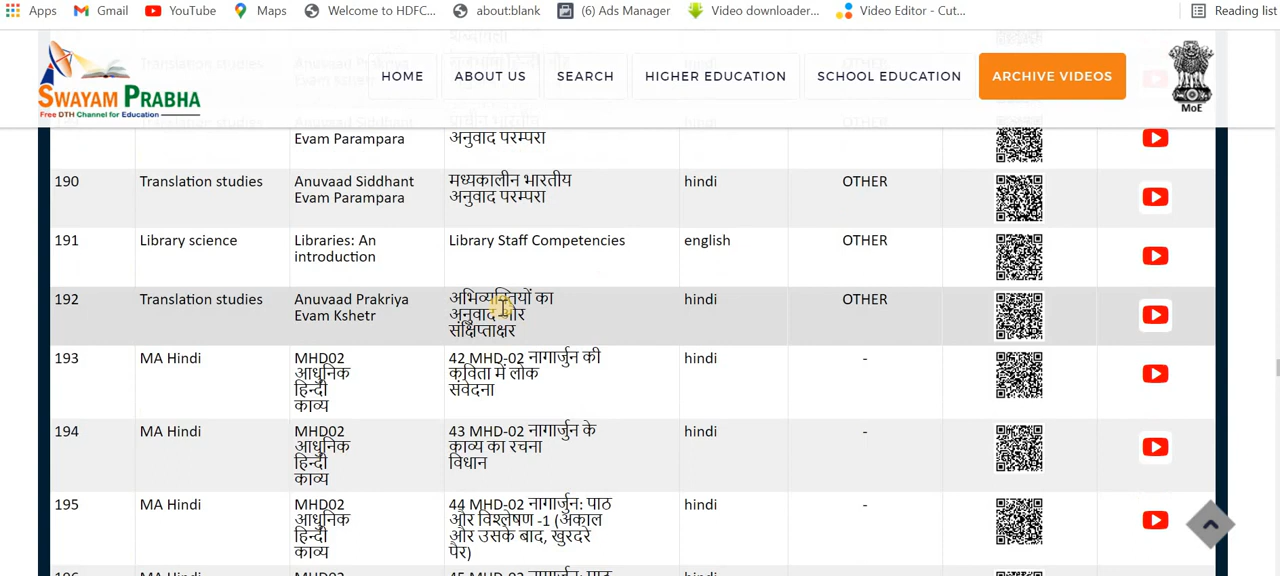 Apps Gmail YouTube Maps Welcome to HDFC... about:blank (6) Ads Manager Video downloader... Video Editor - Cut... Reading list
SWAYAM PRABHA
Free DTH Channel for Education
HOME ABOUT US SEARCH HIGHER EDUCATION SCHOOL EDUCATION ARCHIVE VIDEOS
MoE
Evam Parampara अनुवाद परम्परा
190 Translation studies Anuvaad Siddhant मध्यकालीन भारतीय hindi OTHER
Evam Parampara अनुवाद परम्परा
191 Library science Libraries: An Library Staff Competencies english OTHER
introduction
192 Translation studies Anuvaad Prakriya अभिव्यक्तियों का hindi OTHER
Evam Kshetr अनुवाद और
संक्षिप्ताक्षर
193 MA Hindi MHD02 42 MHD-02 नागार्जुन की hindi -
आधुनिक कविता में लोक
हिन्दी संवेदना
काव्य
194 MA Hindi MHD02 43 MHD-02 नागार्जुन के hindi -
आधुनिक काव्य का रचना
हिन्दी विधान
काव्य
195 MA Hindi MHD02 44 MHD-02 नागार्जुन: पाठ hindi -
आधुनिक और विश्लेषण -1 (अकाल
हिन्दी और उसके बाद, खुरदरे
काव्य पैर)